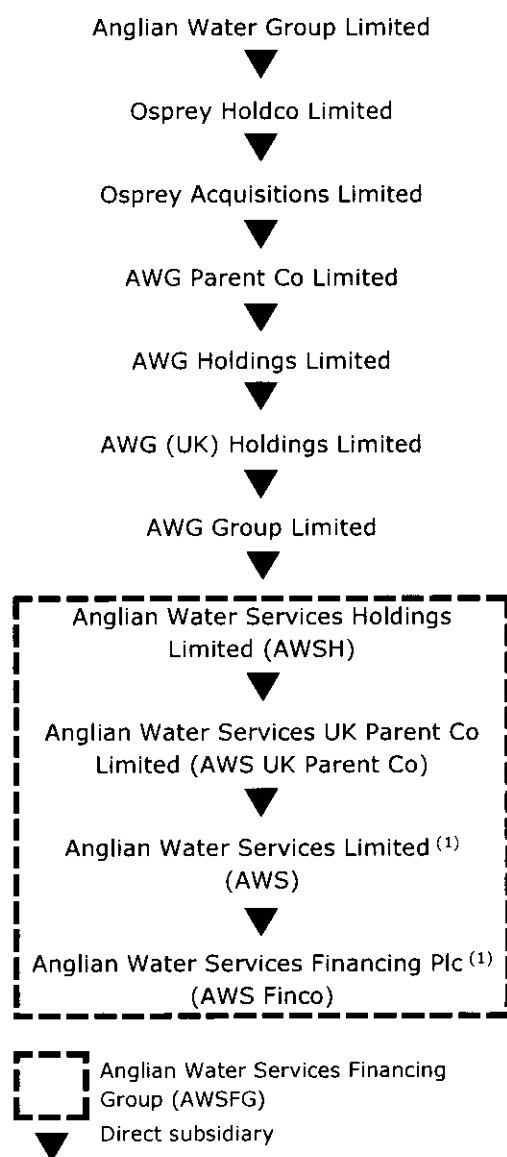 Anglian Water Group Limited
Osprey Holdco Limited
Osprey Acquisitions Limited
AWG Parent Co Limited
AWG Holdings Limited
AWG (UK) Holdings Limited
AWG Group Limited
Anglian Water Services Holdings
Limited (AWSH)
Anglian Water Services UK Parent Co
Limited (AWS UK Parent Co)
Anglian Water Services Limited (1)
(AWS)
Anglian Water Services Financing Plc (1)
(AWS Finco)
Anglian Water Services Financing
Group (AWSFG)
Direct subsidiary